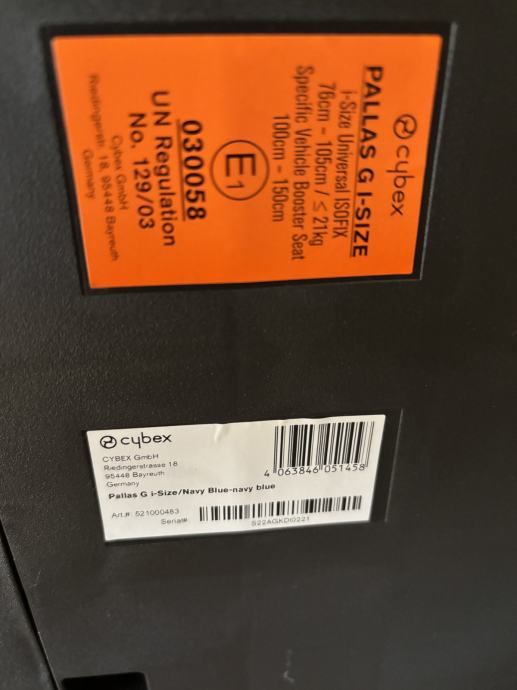 cybex
PALLAS G I-SIZE
i-Size Universal ISOFIX
76cm – 105cm / ≤ 21kg
Specific Vehicle Booster Seat
100cm – 150cm
E1
030058
UN Regulation
No. 129/03
Cybex GmbH
Riedingerstr. 18, 95448 Bayreuth
Germany
cybex
CYBEX GmbH
Riedingerstrasse 18
95448 Bayreuth
Germany
4 063846 051458
Pallas G i-Size/Navy Blue-navy blue
Art.#: 521000483
Serial#:
S22AGKDI0221